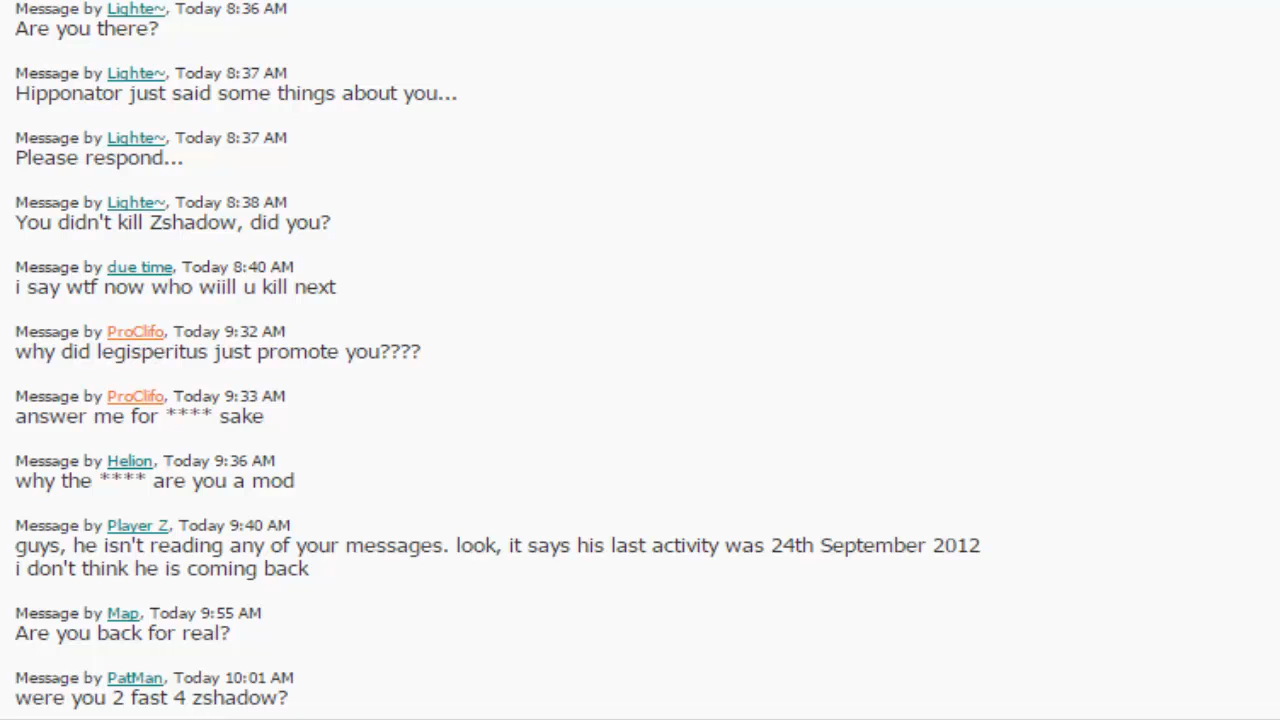 Message by Lighte~, Today 8:36 AM
Are you there?
Message by Lighte~, Today 8:37 AM
Hipponator just said some things about you...
Message by Lighte~, Today 8:37 AM
Please respond...
Message by Lighte~, Today 8:38 AM
You didn't kill Zshadow, did you?
Message by due time, Today 8:40 AM
i say wtf now who wiill u kill next
Message by ProClifo, Today 9:32 AM
why did legisperitus just promote you????
Message by ProClifo, Today 9:33 AM
answer me for **** sake
Message by Helion, Today 9:36 AM
why the **** are you a mod
Message by Player Z, Today 9:40 AM
guys, he isn't reading any of your messages. look, it says his last activity was 24th September 2012
i don't think he is coming back
Message by Map, Today 9:55 AM
Are you back for real?
Message by PatMan, Today 10:01 AM
were you 2 fast 4 zshadow?